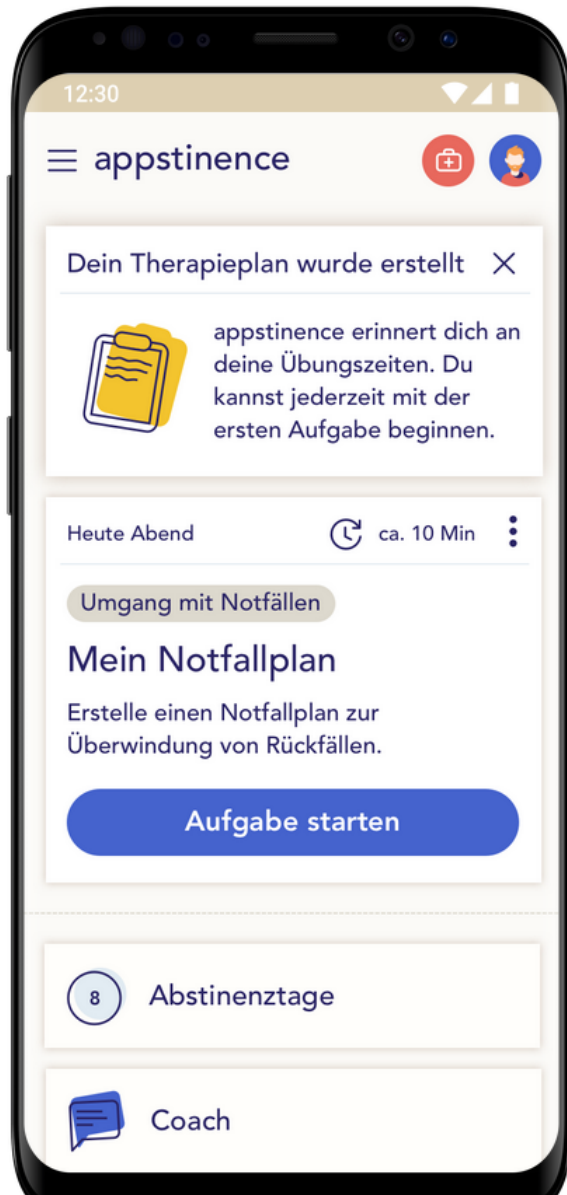 12:30
appstinence
Dein Therapieplan wurde erstellt
appstinence erinnert dich an
deine Übungszeiten. Du
kannst jederzeit mit der
ersten Aufgabe beginnen.
Heute Abend ca. 10 Min
Umgang mit Notfällen
Mein Notfallplan
Erstelle einen Notfallplan zur
Überwindung von Rückfällen.
Aufgabe starten
8 Abstinenztage
Coach